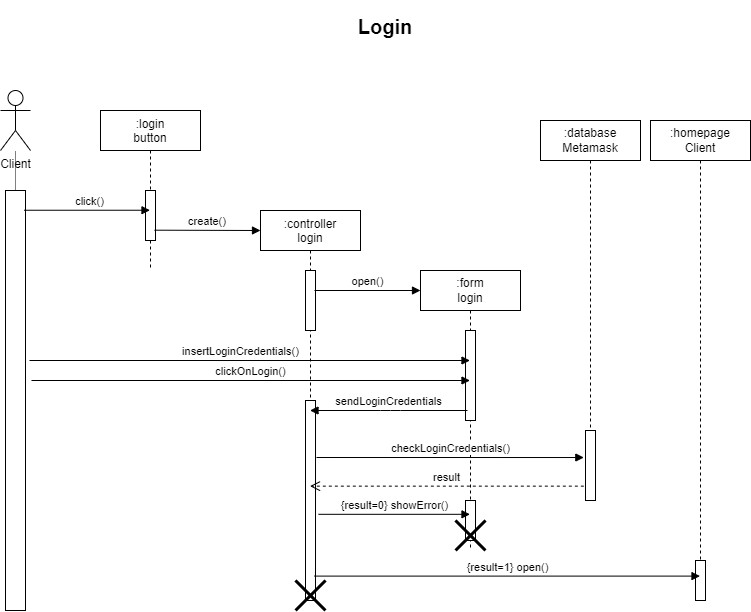 Login
Client
:login
button
:database
Metamask
:homepage
Client
click()
create()
:controller
login
open()
:form
login
insertLoginCredentials()
clickOnLogin()
sendLoginCredentials
checkLoginCredentials()
result
{result=0} showError()
{result=1} open()